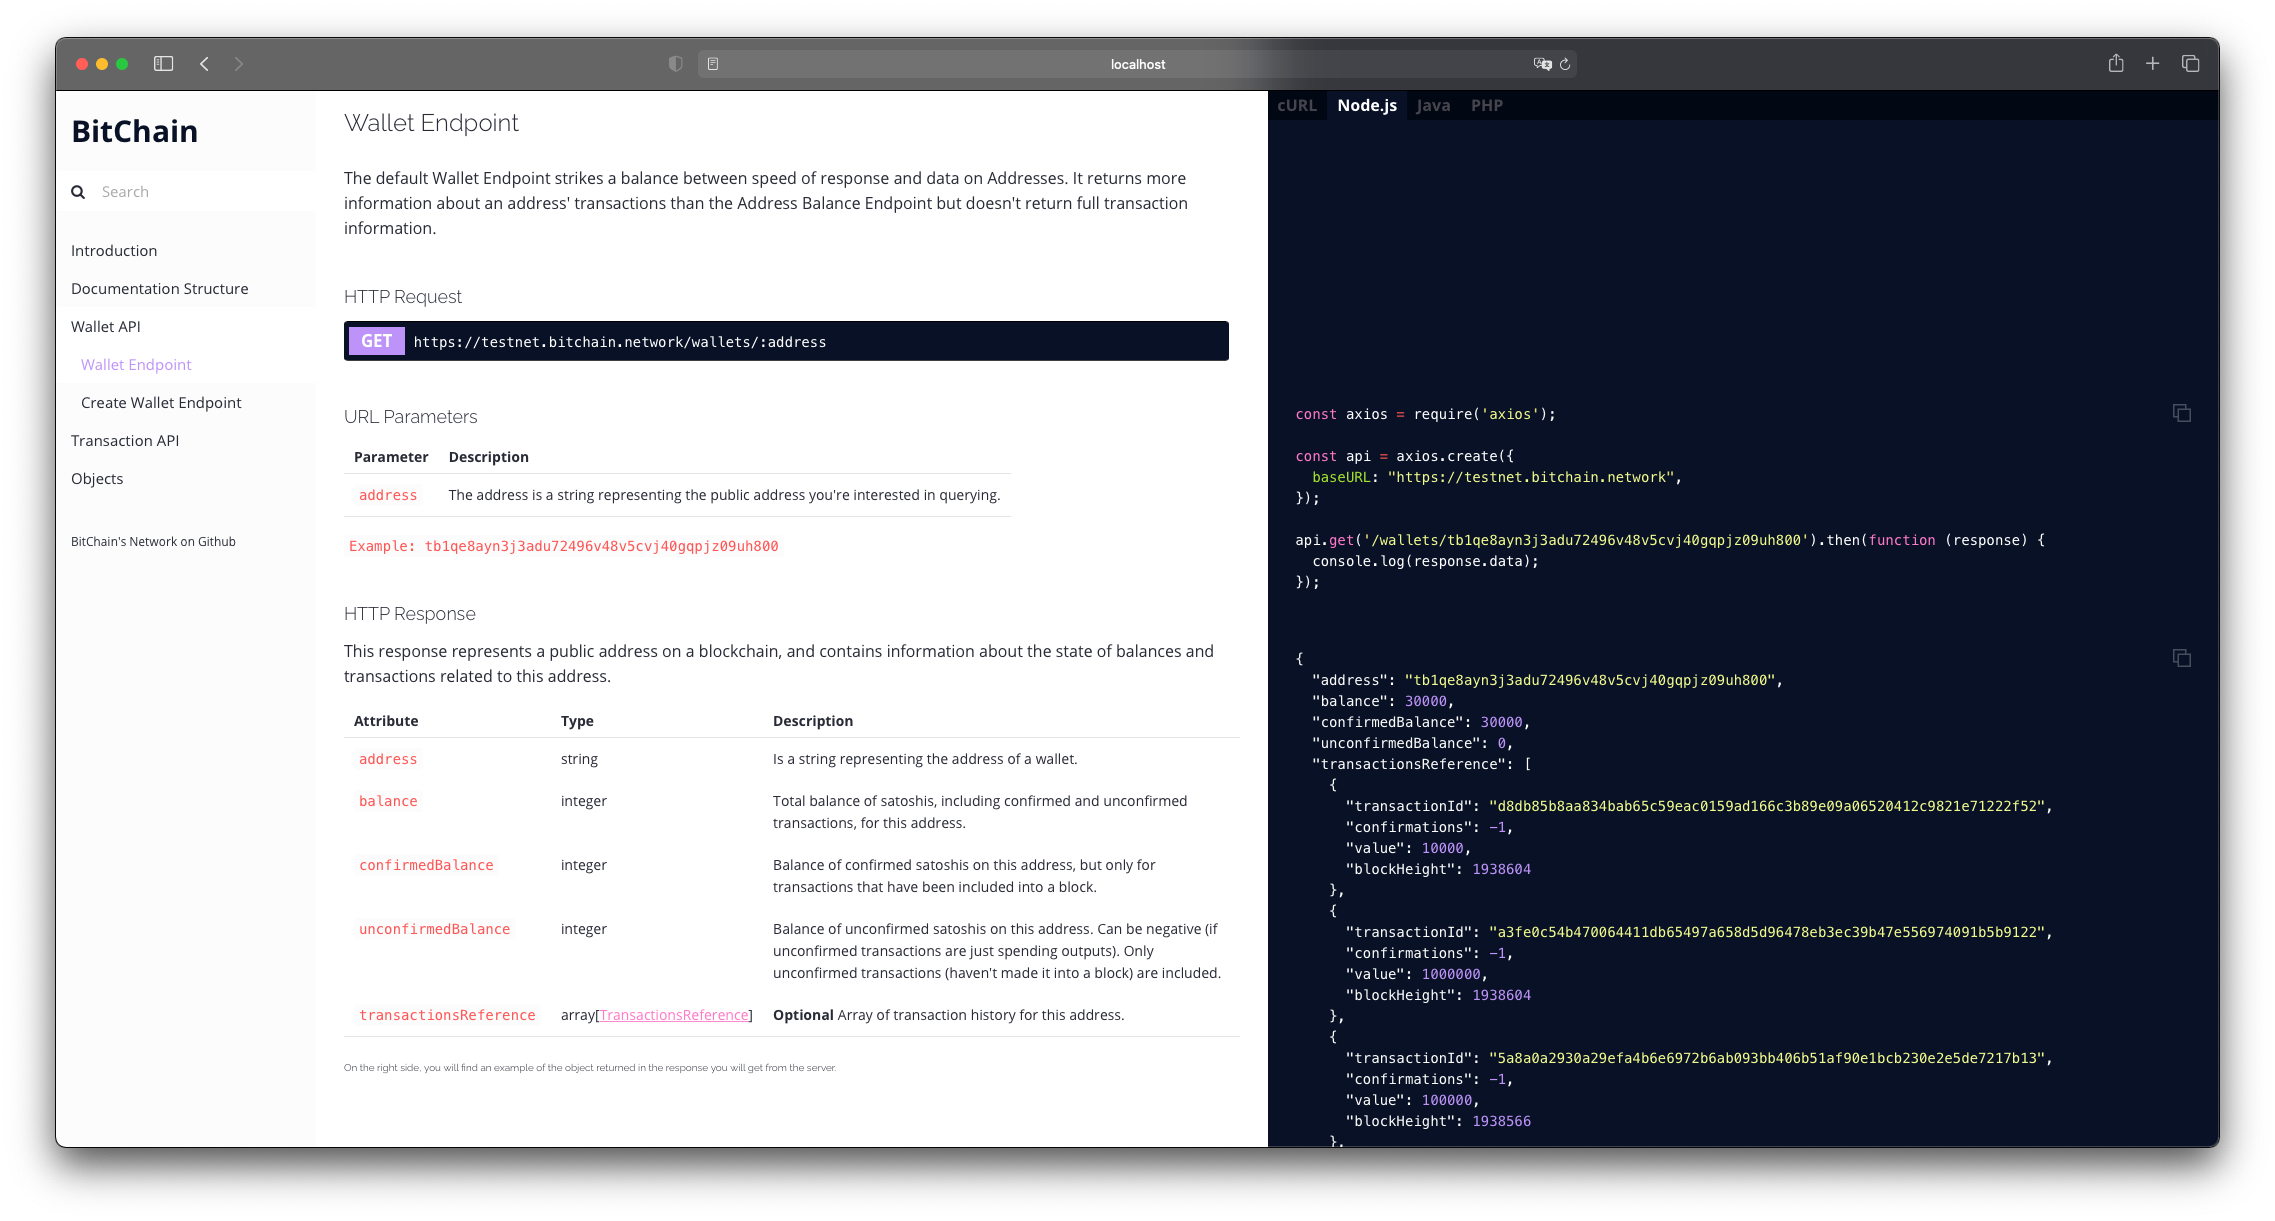 localhost
BitChain
Search
Introduction
Documentation Structure
Wallet API
Wallet Endpoint
Create Wallet Endpoint
Transaction API
Objects
BitChain's Network on Github
Wallet Endpoint
The default Wallet Endpoint strikes a balance between speed of response and data on Addresses. It returns more
information about an address' transactions than the Address Balance Endpoint but doesn't return full transaction
information.
HTTP Request
GET https://testnet.bitchain.network/wallets/:address
URL Parameters
Parameter Description
address The address is a string representing the public address you're interested in querying.
Example: tb1qe8ayn3j3adu72496v48v5cvj40gqpjz09uh800
HTTP Response
This response represents a public address on a blockchain, and contains information about the state of balances and
transactions related to this address.
Attribute Type Description
address string Is a string representing the address of a wallet.
balance integer Total balance of satoshis, including confirmed and unconfirmed
transactions, for this address.
confirmedBalance integer Balance of confirmed satoshis on this address, but only for
transactions that have been included into a block.
unconfirmedBalance integer Balance of unconfirmed satoshis on this address. Can be negative (if
unconfirmed transactions are just spending outputs). Only
unconfirmed transactions (haven't made it into a block) are included.
transactionsReference array[TransactionsReference] Optional Array of transaction history for this address.
On the right side, you will find an example of the object returned in the response you will get from the server.
cURL Node.js Java PHP
const axios = require('axios');
const api = axios.create({
baseURL: "https://testnet.bitchain.network",
});
api.get('/wallets/tb1qe8ayn3j3adu72496v48v5cvj40gqpjz09uh800').then(function (response) {
console.log(response.data);
});
{
"address": "tb1qe8ayn3j3adu72496v48v5cvj40gqpjz09uh800",
"balance": 30000,
"confirmedBalance": 30000,
"unconfirmedBalance": 0,
"transactionsReference": [
{
"transactionId": "d8db85b8aa834bab65c59eac0159ad166c3b89e09a06520412c9821e71222f52",
"confirmations": -1,
"value": 10000,
"blockHeight": 1938604
},
{
"transactionId": "a3fe0c54b470064411db65497a658d5d96478eb3ec39b47e556974091b5b9122",
"confirmations": -1,
"value": 1000000,
"blockHeight": 1938604
},
{
"transactionId": "5a8a0a2930a29efa4b6e6972b6ab093bb406b51af90e1bcb230e2e5de7217b13",
"confirmations": -1,
"value": 100000,
"blockHeight": 1938566
},